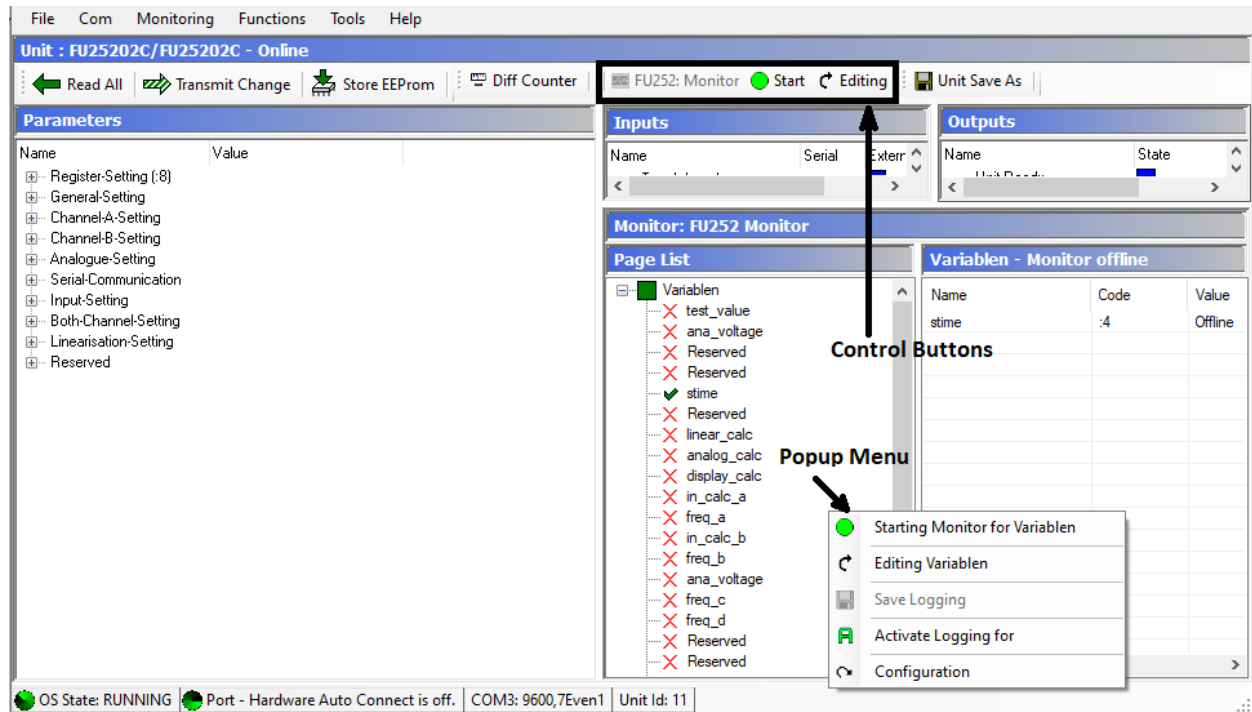 File Com Monitoring Functions Tools Help
Unit : FU25202C/FU25202C - Online
Read All Transmit Change Store EEProm Diff Counter FU252: Monitor Start Editing Unit Save As
Parameters
Name Value
Register-Setting (:8)
General-Setting
Channel-A-Setting
Channel-B-Setting
Analogue-Setting
Serial-Communication
Input-Setting
Both-Channel-Setting
Linearisation-Setting
Reserved
Inputs
Name Serial Extern
Outputs
Name State
Monitor: FU252 Monitor
Page List
Variablen
test_value
ana_voltage
Reserved
Reserved
stime
Reserved
linear_calc
analog_calc
display_calc
in_calc_a
freq_a
in_calc_b
freq_b
ana_voltage
freq_c
freq_d
Reserved
Reserved
Variablen - Monitor offline
Name Code Value
stime :4 Offline
Control Buttons
Popup Menu
Starting Monitor for Variablen
Editing Variablen
Save Logging
Activate Logging for
Configuration
OS State: RUNNING Port - Hardware Auto Connect is off. COM3: 9600,7Even1 Unit Id: 11